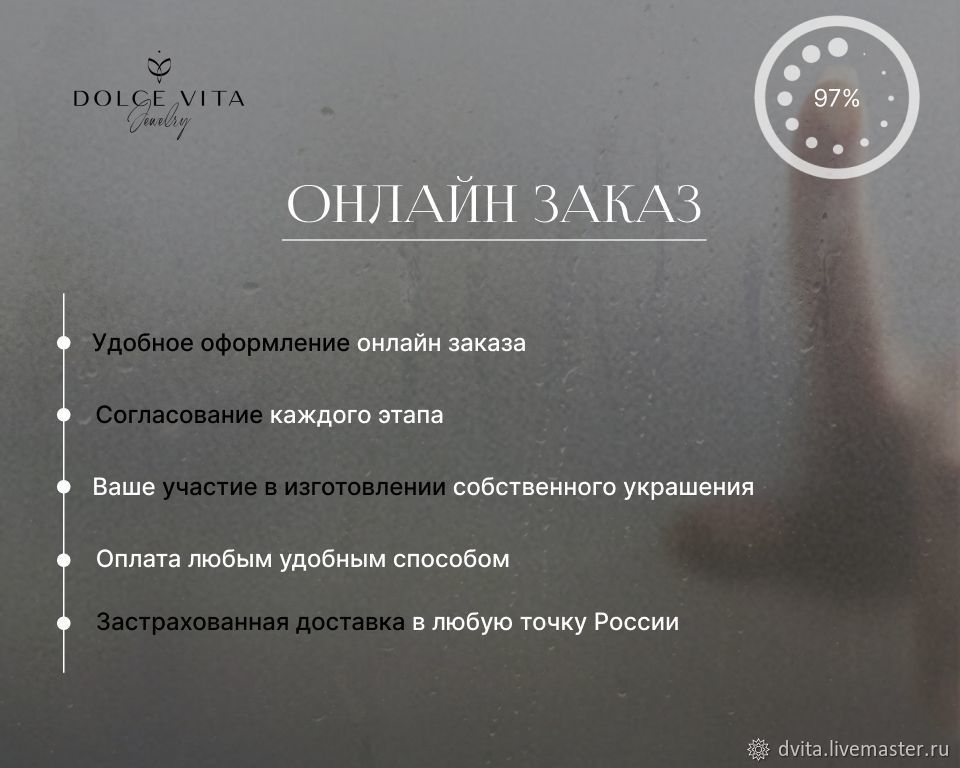 DOLCE VITA
Jewelry
97%
ОНЛАЙН ЗАКАЗ
Удобное оформление онлайн заказа
Согласование каждого этапа
Ваше участие в изготовлении собственного украшения
Оплата любым удобным способом
Застрахованная доставка в любую точку России
dvita.livemaster.ru